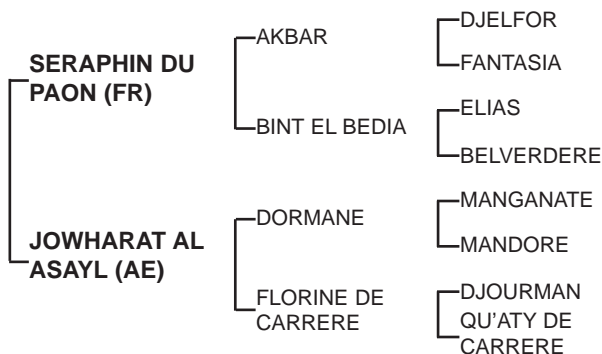 DJELFOR
AKBAR
SERAPHIN DU
PAON (FR)
FANTASIA
ELIAS
BINT EL BEDIA
BELVERDERE
MANGANATE
DORMANE
JOWHARAT AL
ASAYL (AE)
MANDORE
DJOURMAN
FLORINE DE
CARRERE
QU'ATY DE
CARRERE